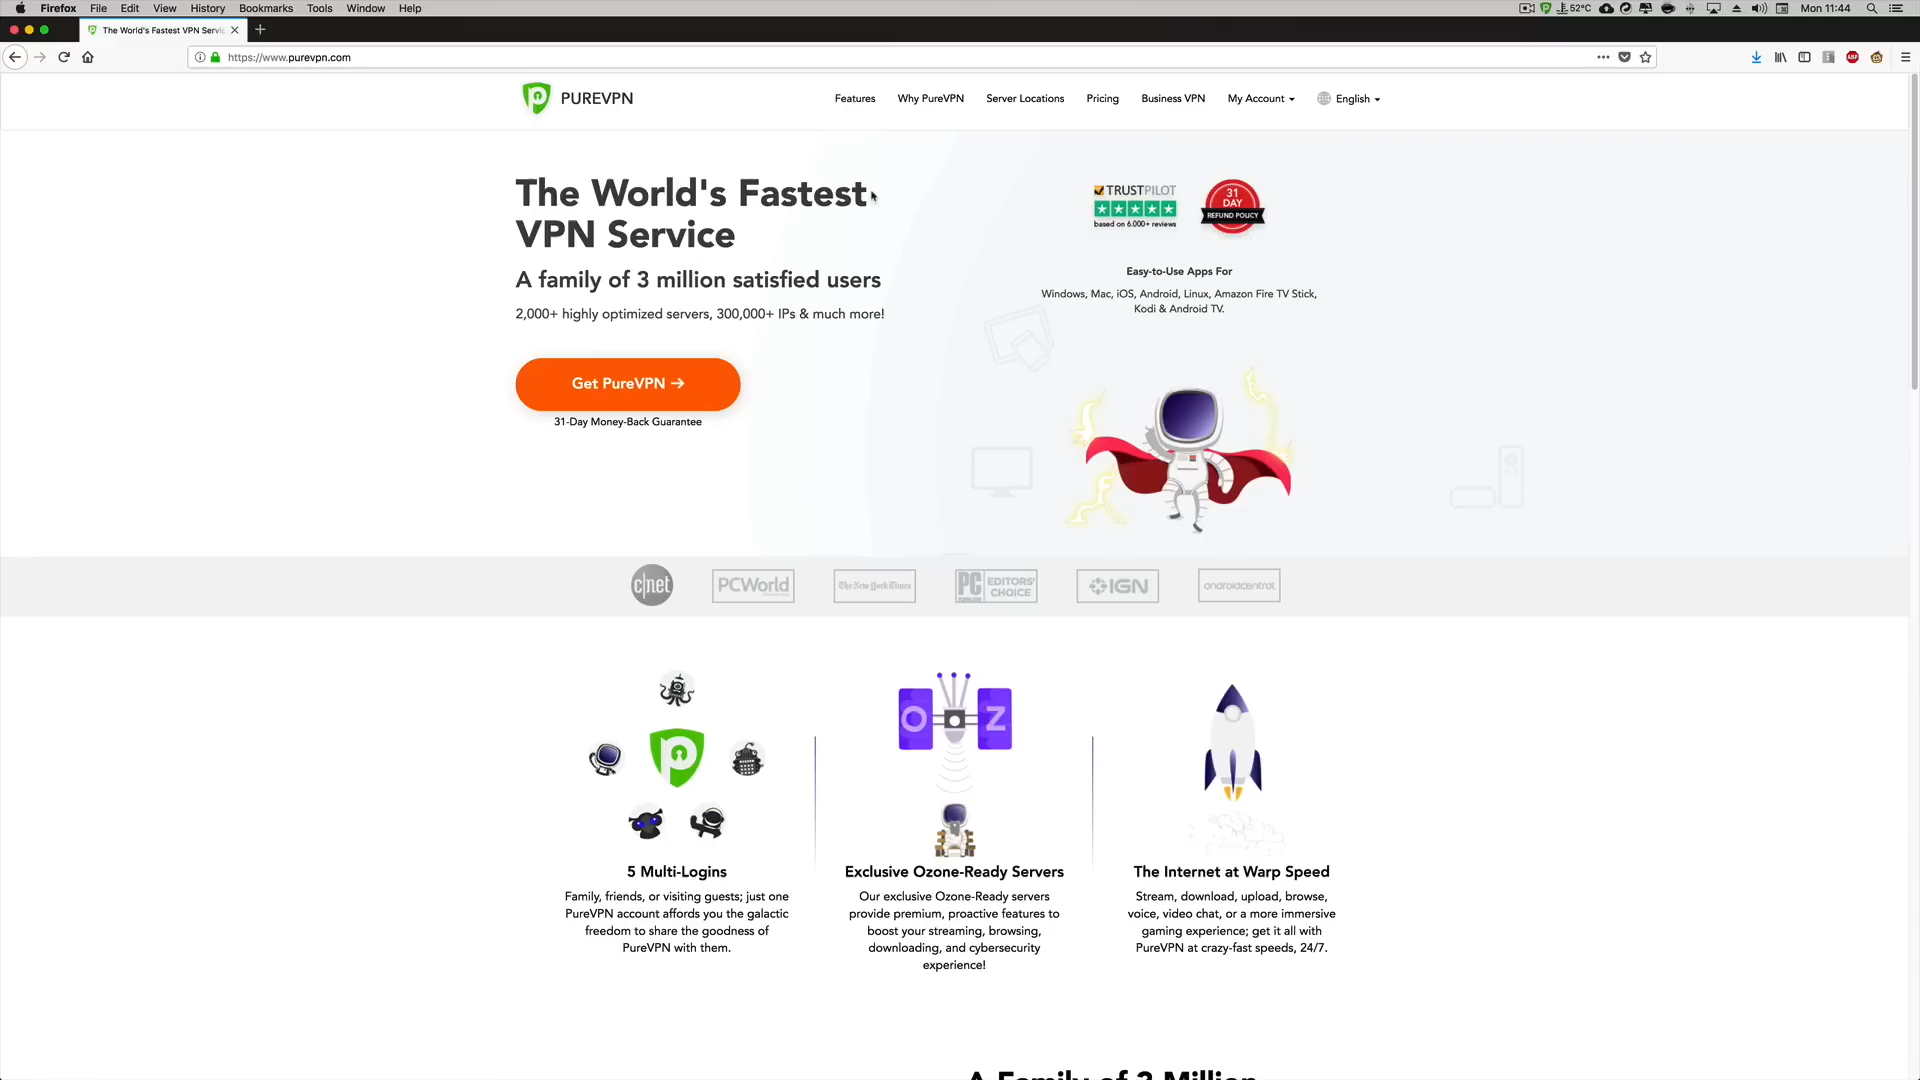 Firefox File Edit View History Bookmarks Tools Window Help
52°C Mon 11:44
The World's Fastest VPN Servic
https://www.purevpn.com
PUREVPN
Features Why PureVPN Server Locations Pricing Business VPN My Account English
The World's Fastest
VPN Service
A family of 3 million satisfied users
2,000+ highly optimized servers, 300,000+ IPs & much more!
Get PureVPN →
31-Day Money-Back Guarantee
TRUSTPILOT
based on 6,000+ reviews
31
DAY
REFUND POLICY
Easy-to-Use Apps For
Windows, Mac, iOS, Android, Linux, Amazon Fire TV Stick,
Kodi & Android TV.
c|net
PCWorld
The New York Times
PC EDITORS'
CHOICE
IGN
androidcentral
O Z
5 Multi-Logins
Family, friends, or visiting guests; just one
PureVPN account affords you the galactic
freedom to share the goodness of
PureVPN with them.
Exclusive Ozone-Ready Servers
Our exclusive Ozone-Ready servers
provide premium, proactive features to
boost your streaming, browsing,
downloading, and cybersecurity
experience!
The Internet at Warp Speed
Stream, download, upload, browse,
voice, video chat, or a more immersive
gaming experience; get it all with
PureVPN at crazy-fast speeds, 24/7.
A Family of 3 Million